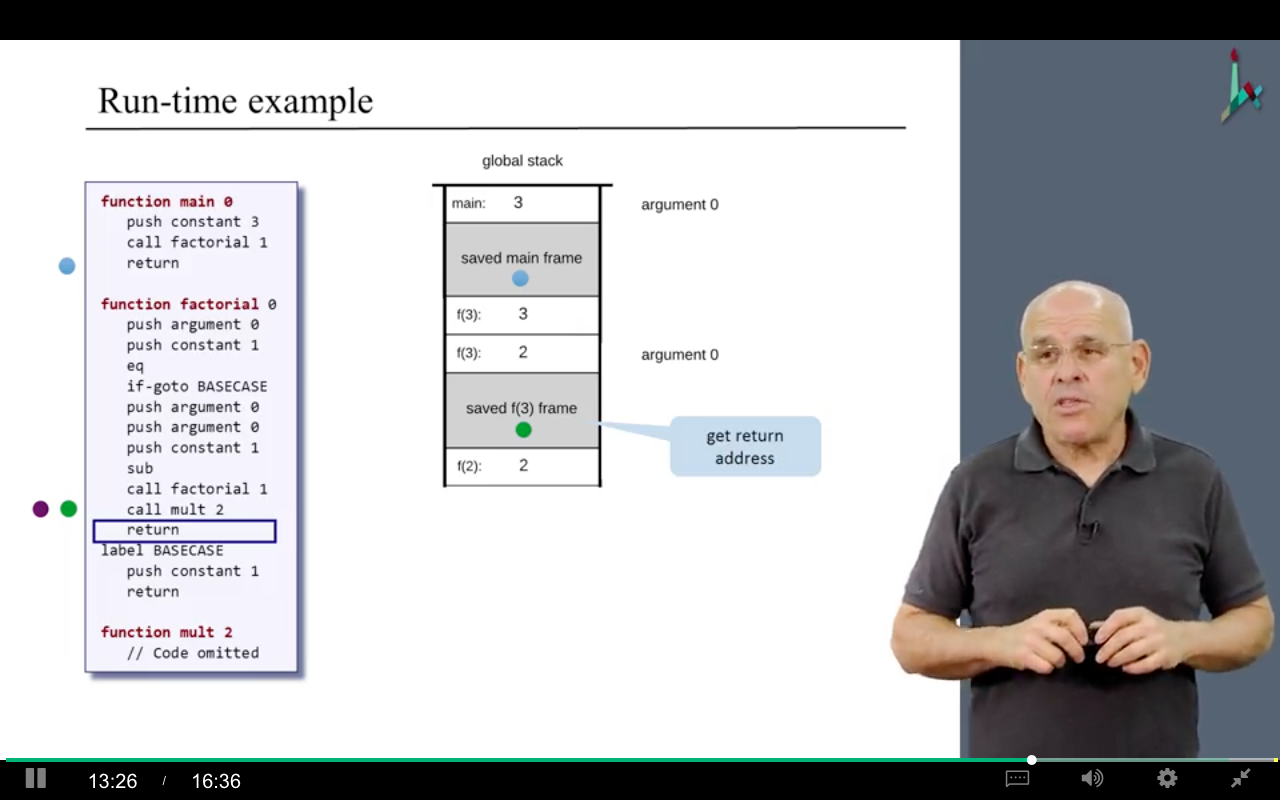 Run-time example
function main 0
push constant 3
call factorial 1
return
function factorial 0
push argument 0
push constant 1
eq
if-goto BASECASE
push argument 0
push argument 0
push constant 1
sub
call factorial 1
call mult 2
return
label BASECASE
push constant 1
return
function mult 2
// Code omitted
global stack
main: 3
argument 0
saved main frame
f(3): 3
f(3): 2
argument 0
saved f(3) frame
f(2): 2
get return
address
13:26 / 16:36